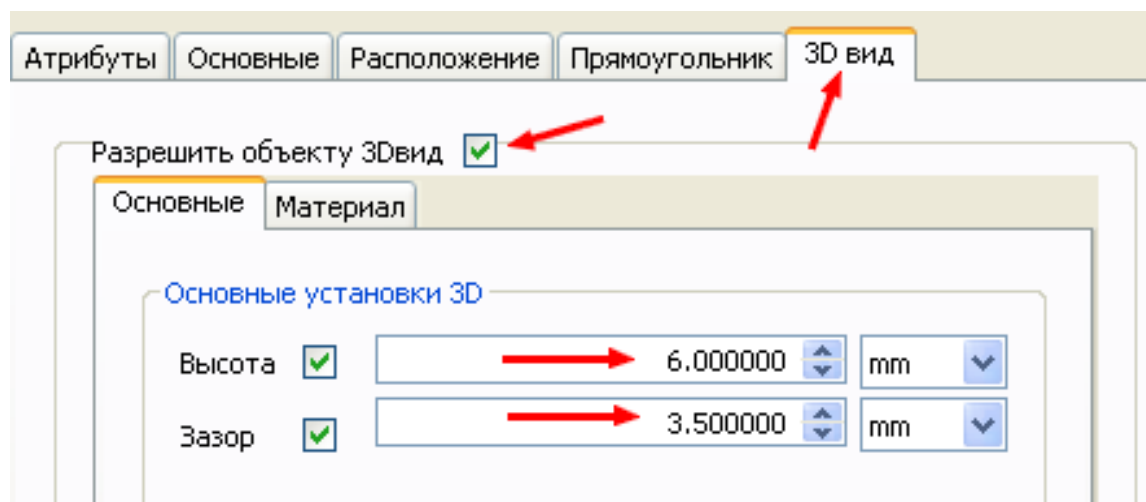 Атрибуты Основные Расположение Прямоугольник 3D вид
Разрешить объекту 3Dвид
Основные Материал
Основные установки 3D
Высота 6.000000 mm
Зазор 3.500000 mm